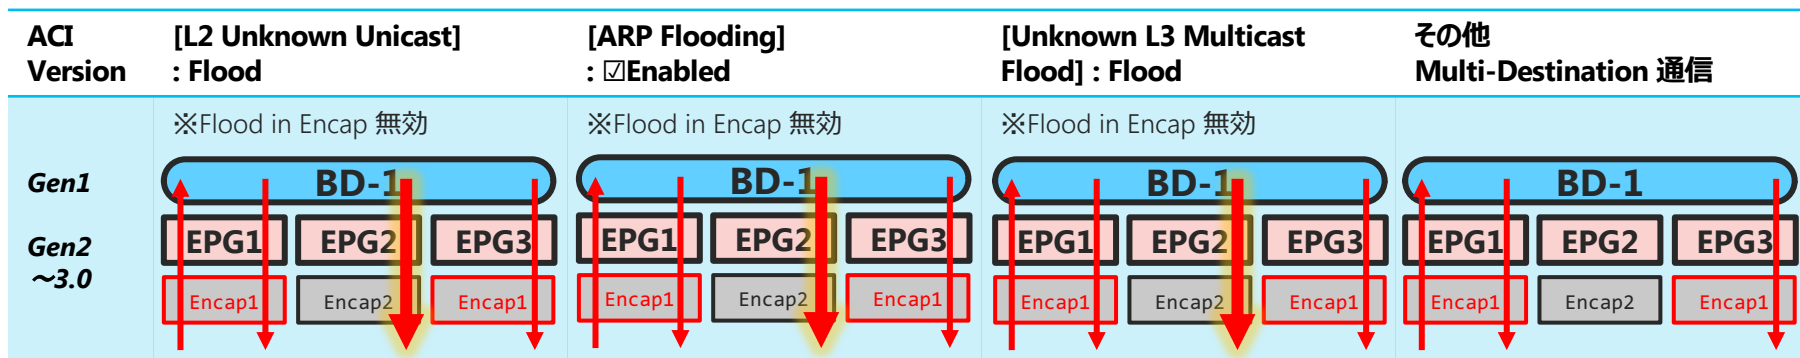 ACI
Version
[L2 Unknown Unicast]
: Flood
[ARP Flooding]
: ☑Enabled
[Unknown L3 Multicast
Flood] : Flood
その他
Multi-Destination 通信
Gen1
Gen2
～3.0
※Flood in Encap 無効
BD-1
EPG1 EPG2 EPG3
Encap1 Encap2 Encap1
※Flood in Encap 無効
BD-1
EPG1 EPG2 EPG3
Encap1 Encap2 Encap1
※Flood in Encap 無効
BD-1
EPG1 EPG2 EPG3
Encap1 Encap2 Encap1
BD-1
EPG1 EPG2 EPG3
Encap1 Encap2 Encap1